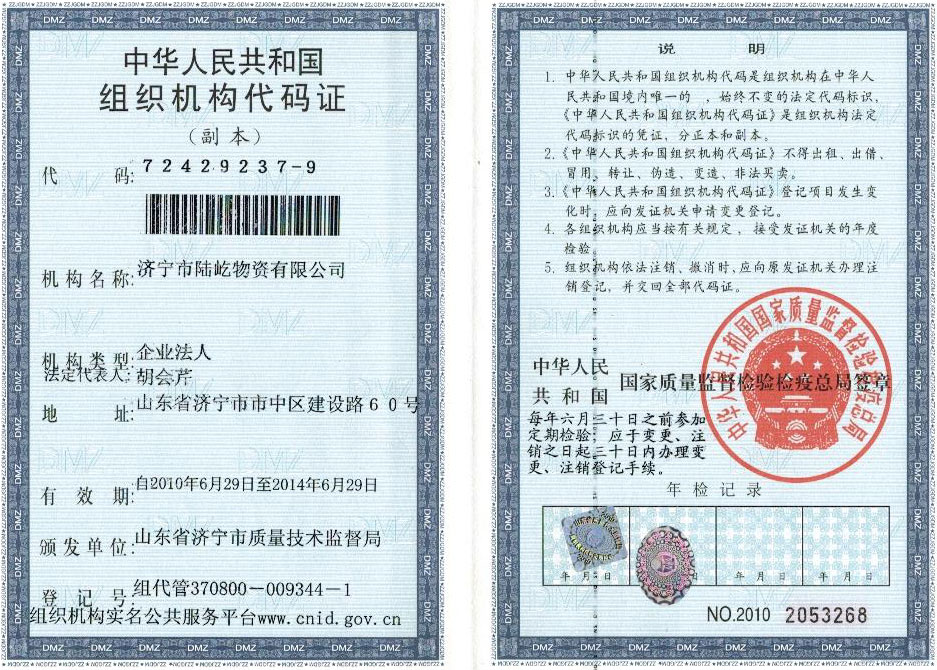 中华人民共和国
组织机构代码证
（副本）
代 码:72429237-9
机构名称:济宁市陆屹物资有限公司
机构类型:企业法人
法定代表人:胡会芹
地 址:山东省济宁市市中区建设路60号
有 效 期:自2010年6月29日至2014年6月29日
颁发单位:山东省济宁市质量技术监督局
登 记 号:组代管370800-009344-1
组织机构实名公共服务平台www.cnid.gov.cn
说 明
1. 中华人民共和国组织机构代码是组织机构在中华人
民共和国境内唯一的 ，始终不变的法定代码标识，
《中华人民共和国组织机构代码证》是组织机构法定
代码标识的凭证，分正本和副本。
2.《中华人民共和国组织机构代码证》不得出租、出借、
冒用、转让、伪造、变造、非法买卖。
3.《中华人民共和国组织机构代码证》登记项目发生变
化时，应向发证机关申请变更登记。
4. 各组织机构应当按有关规定 ，接受发证机关的年度
检验。
5. 组织机构依法注销、撤消时，应向原发证机关办理注
销登记，并交回全部代码证。
中华人民共和国国家质量监督检验检疫总局
中华人民
共 和 国 国家质量监督检验检疫总局签章
每年六月三十日之前参加
定期检验；应于变更、注
销之日起三十日内办理变
更、注销登记手续。
年 检 记 录
年 月 日 年 月 日 年 月 日 年 月 日
NO.2010 2053268